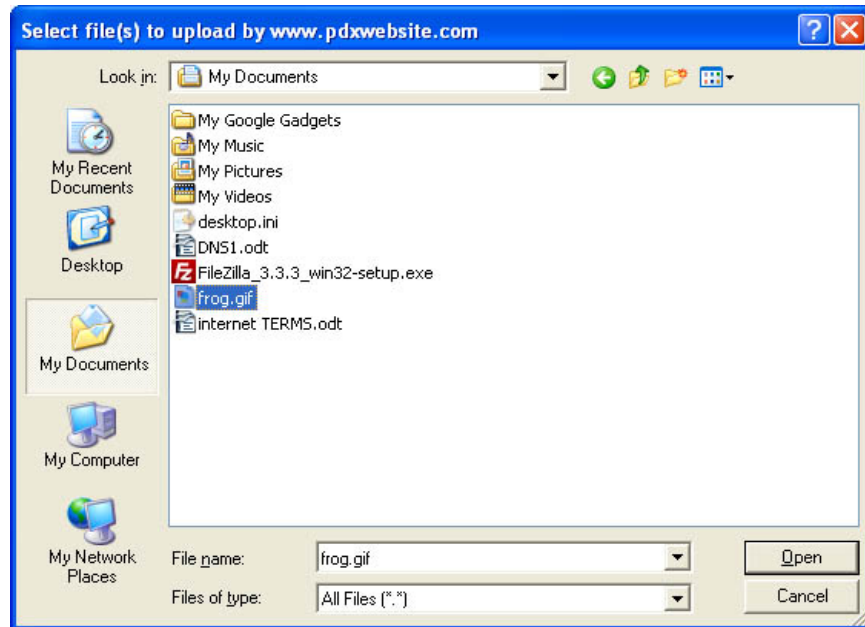 Select file(s) to upload by www.pdxwebsite.com
Look in:
My Documents
My Recent
Documents
Desktop
My Documents
My Computer
My Network
Places
My Google Gadgets
My Music
My Pictures
My Videos
desktop.ini
DNS1.odt
FileZilla_3.3.3_win32-setup.exe
frog.gif
internet TERMS.odt
File name:
frog.gif
Open
Files of type:
All Files (*.*)
Cancel